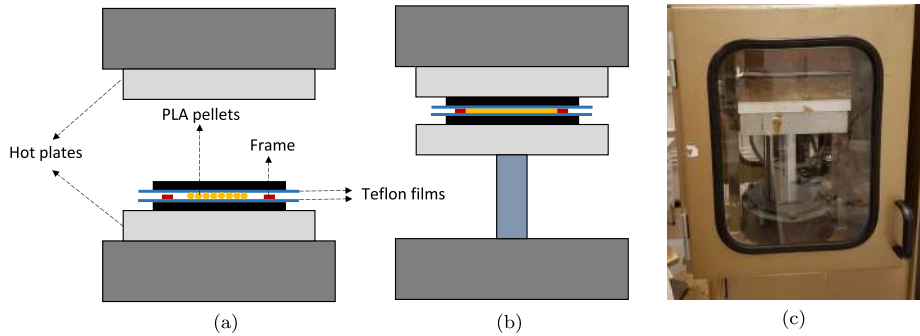 PLA pellets
Frame
Hot plates
Teflon films
(a)
(b)
(c)